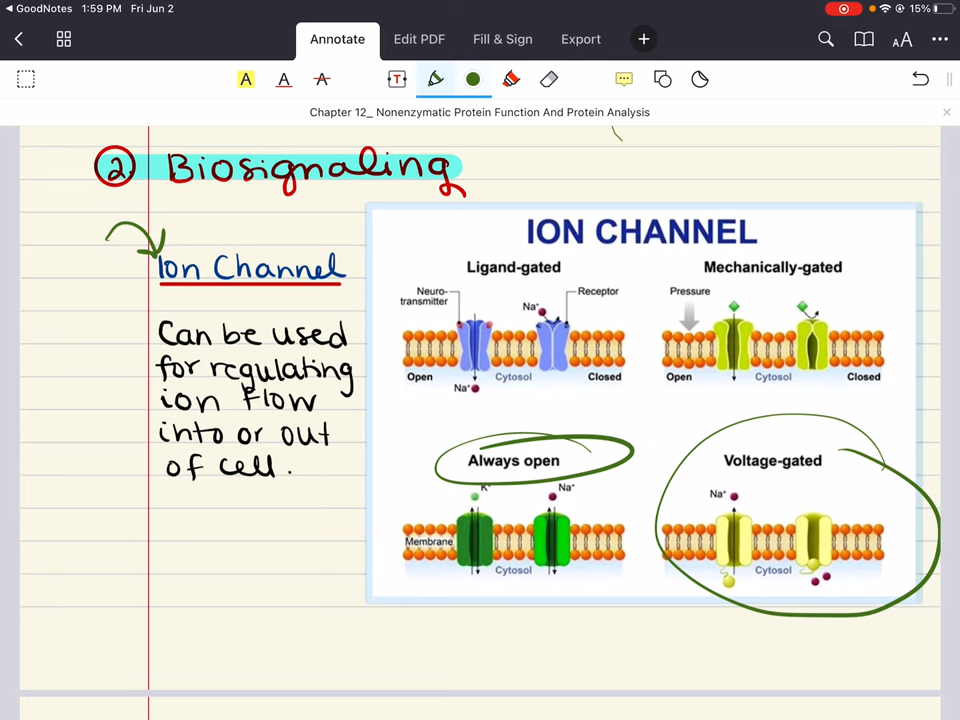 GoodNotes 1:59 PM Fri Jun 2 15%
Annotate Edit PDF Fill & Sign Export
Chapter 12_ Nonenzymatic Protein Function And Protein Analysis
2. Biosignaling
Ion Channel
Can be used
for regulating
ion flow
into or out
of cell.
ION CHANNEL
Ligand-gated
Neuro-
transmitter
Na+
Receptor
Open
Cytosol
Closed
Na+
Mechanically-gated
Pressure
Open
Cytosol
Closed
Always open
K+
Na+
Membrane
Cytosol
Cytosol
Voltage-gated
Na+
Cytosol